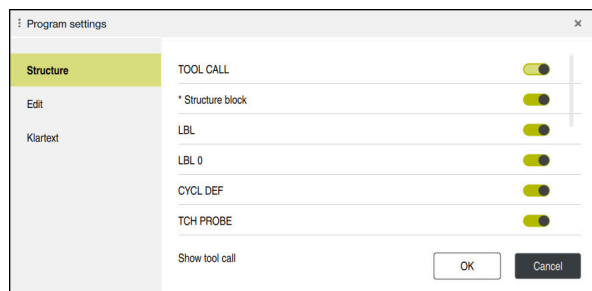 Program settings
Structure
Edit
Klartext
TOOL CALL
* Structure block
LBL
LBL 0
CYCL DEF
TCH PROBE
Show tool call
OK
Cancel